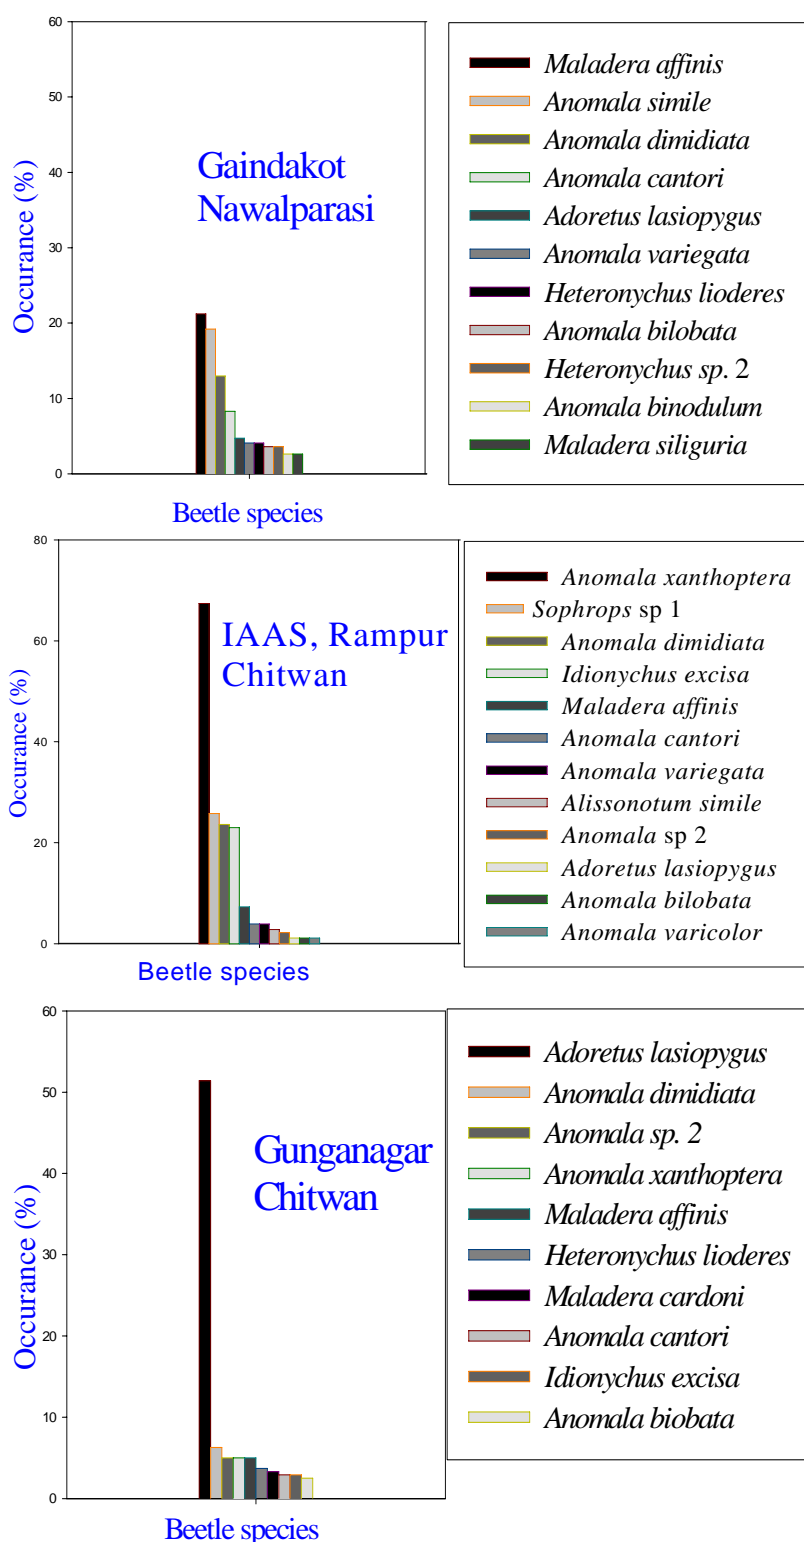 60
50
40
30
20
10
0
Occurance (%)
Gaindakot
Nawalparasi
Beetle species
Maladera affinis
Anomala simile
Anomala dimidiata
Anomala cantori
Adoretus lasiopygus
Anomala variegata
Heteronychus lioderes
Anomala bilobata
Heteronychus sp. 2
Anomala binodulum
Maladera siliguria
80
60
40
20
0
Occurance (%)
IAAS, Rampur
Chitwan
Beetle species
Anomala xanthoptera
Sophrops sp 1
Anomala dimidiata
Idionychus excisa
Maladera affinis
Anomala cantori
Anomala variegata
Alissonotum simile
Anomala sp 2
Adoretus lasiopygus
Anomala bilobata
Anomala varicolor
60
50
40
30
20
10
0
Occurance (%)
Gunganagar
Chitwan
Beetle species
Adoretus lasiopygus
Anomala dimidiata
Anomala sp. 2
Anomala xanthoptera
Maladera affinis
Heteronychus lioderes
Maladera cardoni
Anomala cantori
Idionychus excisa
Anomala biobata